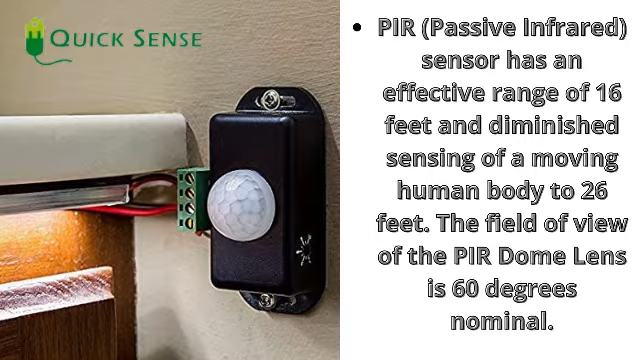 QUICK SENSE
• PIR (Passive Infrared)
sensor has an
effective range of 16
feet and diminished
sensing of a moving
human body to 26
feet. The field of view
of the PIR Dome Lens
is 60 degrees
nominal.